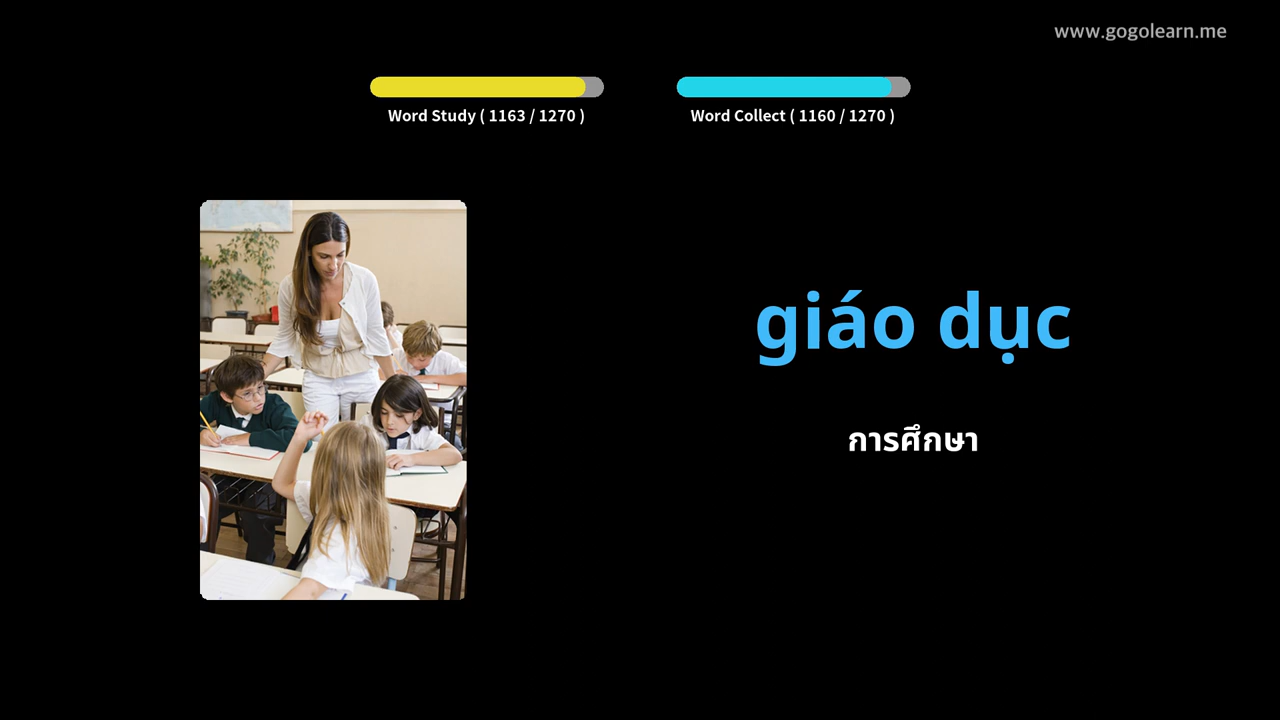 www.gogolearn.me
Word Study ( 1163 / 1270 )
Word Collect ( 1160 / 1270 )
giáo dục
การศึกษา